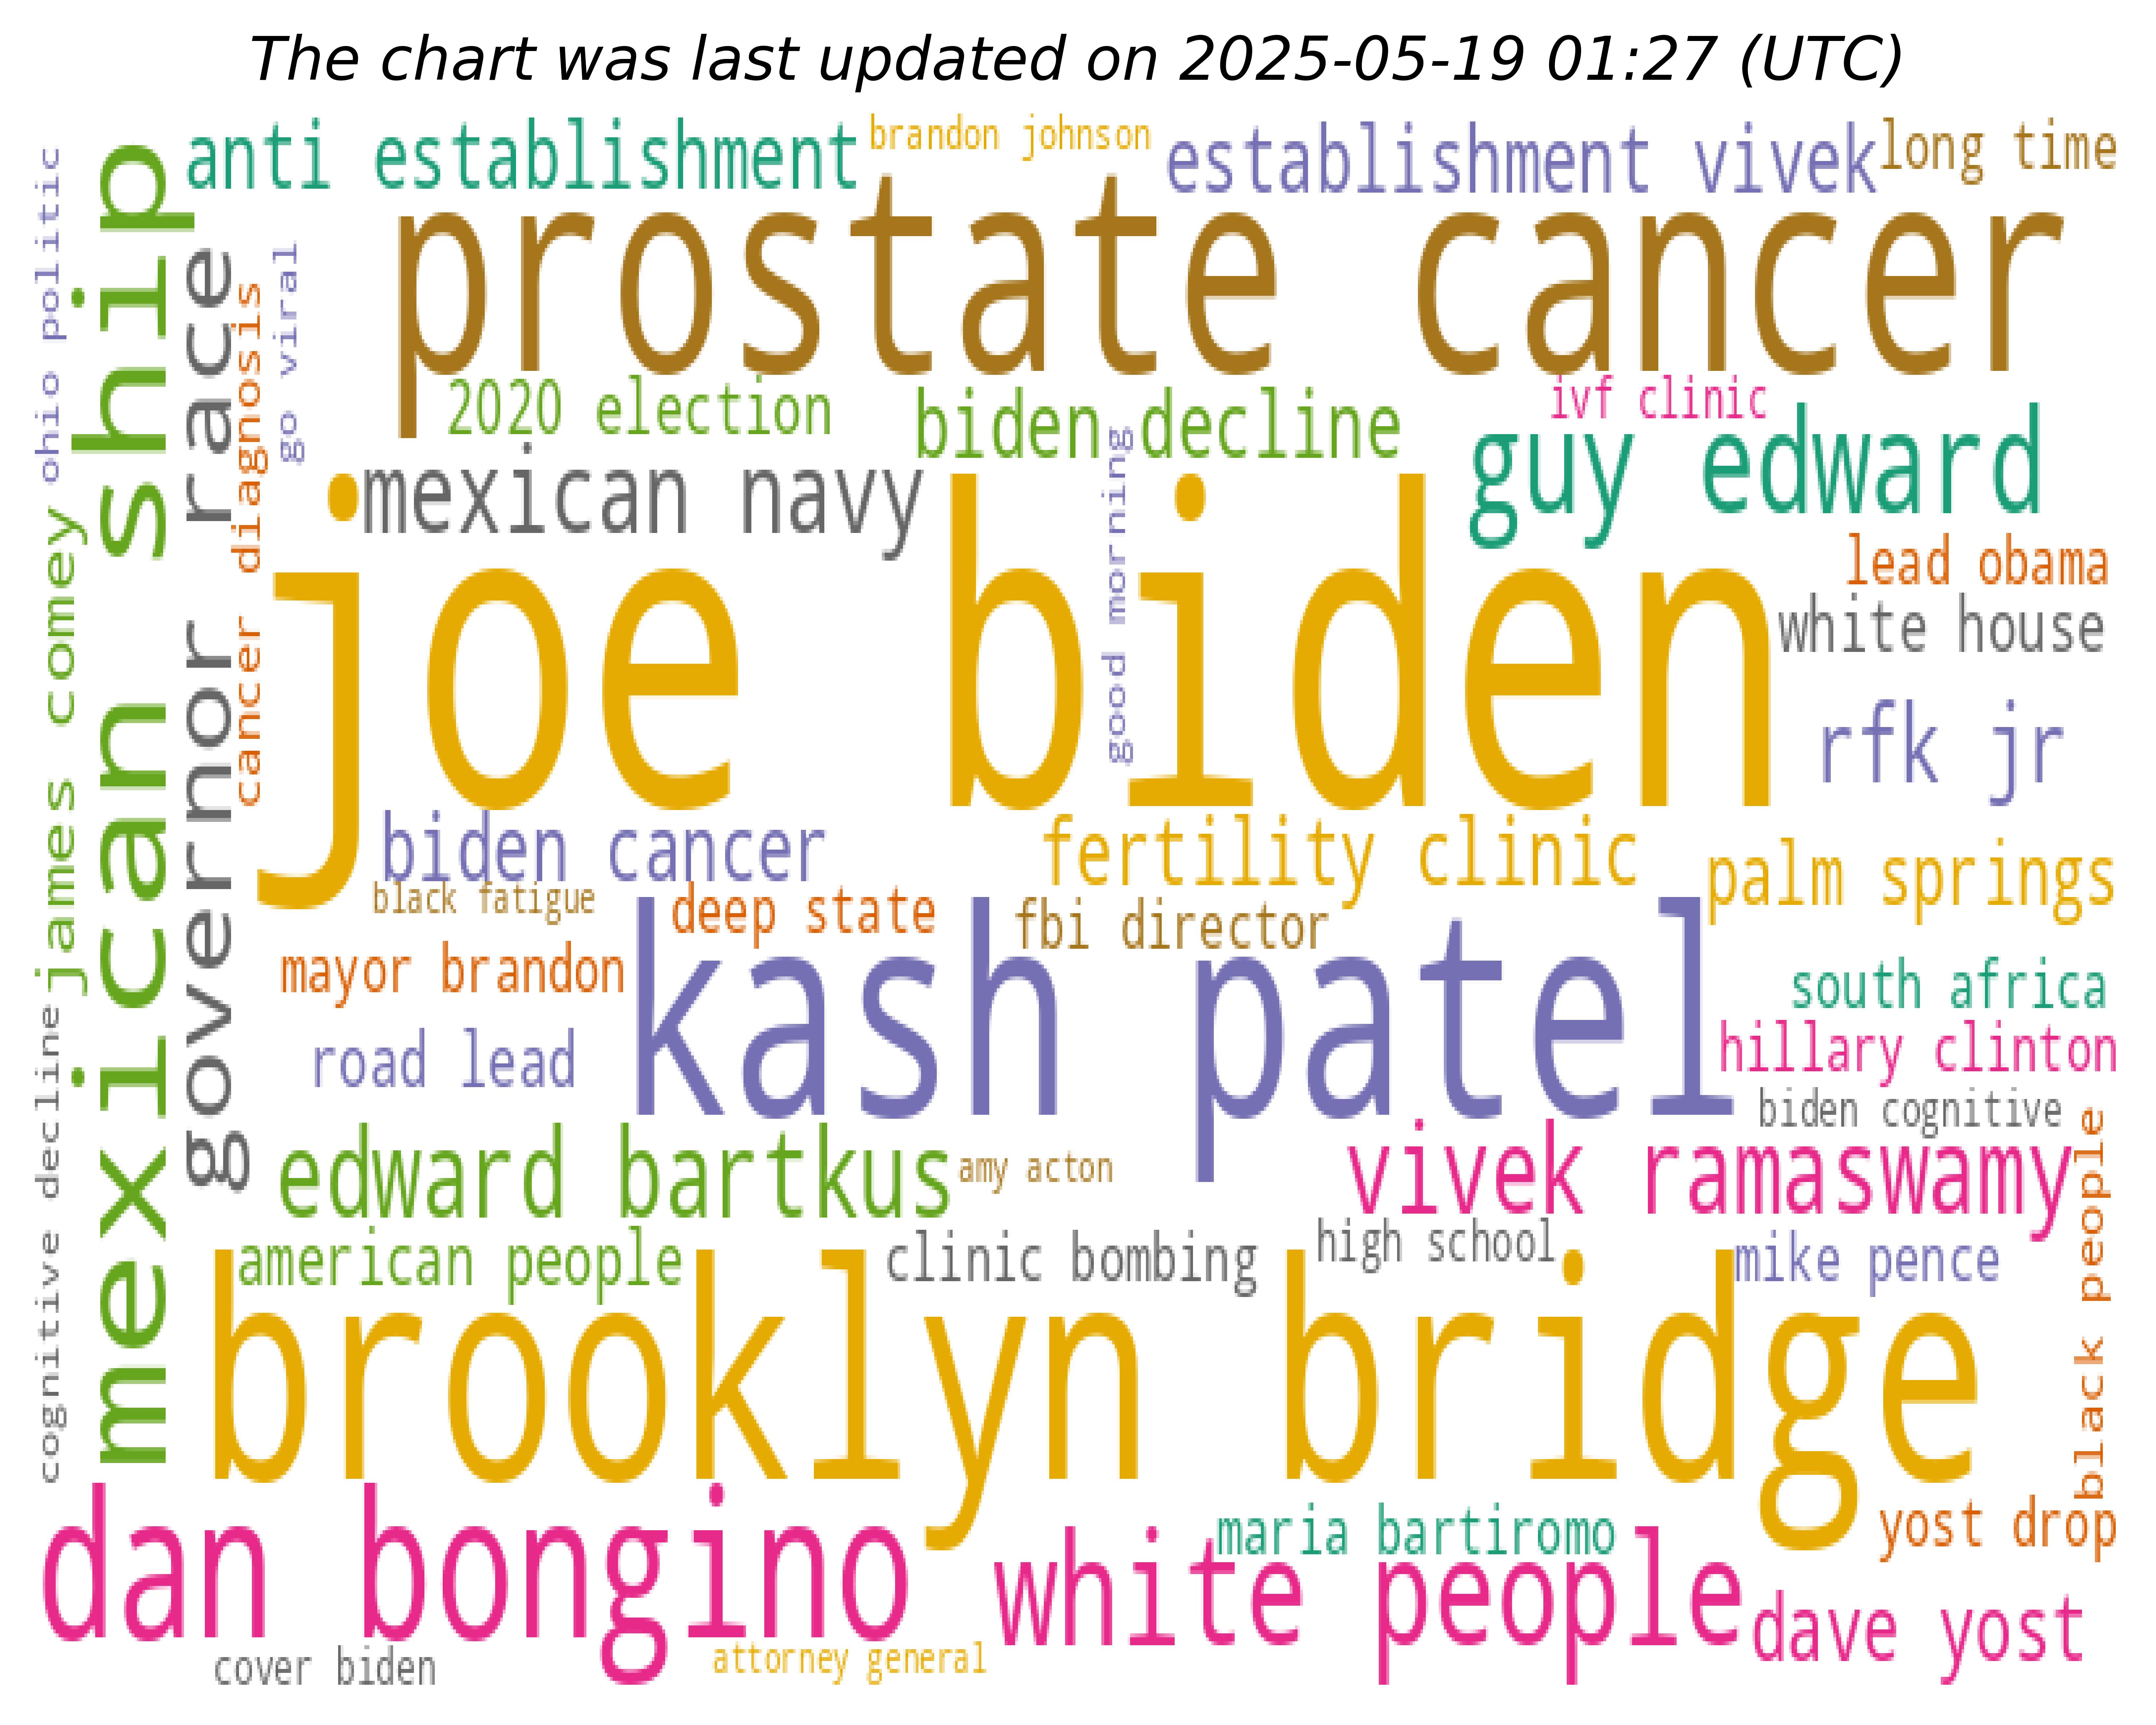 The chart was last updated on 2025-05-19 01:27 (UTC)
anti establishment
brandon johnson
establishment vivek
long time
prostate cancer
ohio politic
mexican ship
governor race
cancer diagnosis
go viral
2020 election
biden decline
ivf clinic
guy edward
mexican navy
good morning
lead obama
joe biden
white house
james comey
rfk jr
biden cancer
fertility clinic
palm springs
black fatigue
deep state
fbi director
mayor brandon
kash patel
south africa
road lead
hillary clinton
cognitive decline
biden cognitive
edward bartkus
amy acton
vivek ramaswamy
black people
american people
clinic bombing
high school
mike pence
brooklyn bridge
dan bongino
maria bartiromo
yost drop
white people
dave yost
cover biden
attorney general